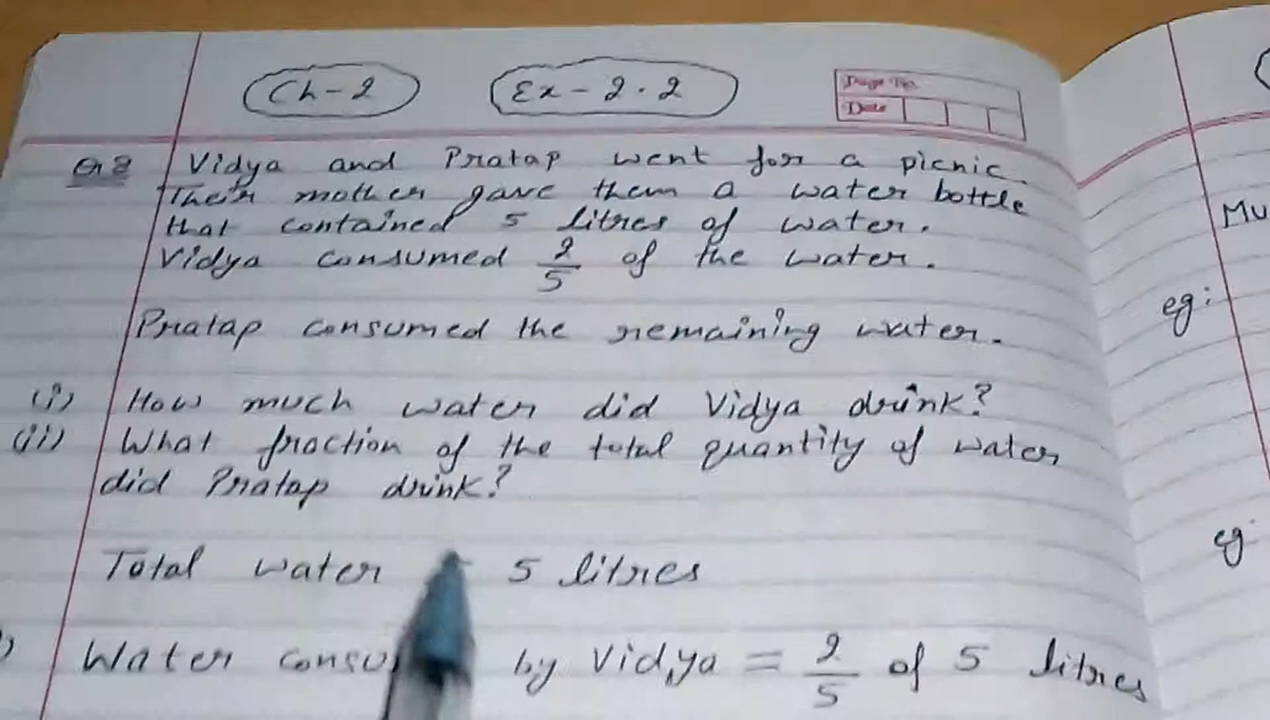 Ch-2 Ex-2.2
Page No.
Date
Q8 Vidya and Pratap went for a picnic.
Their mother gave them a water bottle
that contained 5 litres of water.
Vidya consumed 2/5 of the water.
Pratap consumed the remaining water.
(i) How much water did Vidya drink?
(ii) What fraction of the total quantity of water
did Pratap drink?
Total water 5 litres
Water by Vidya = 2/5 of 5 litres
eg:
eg